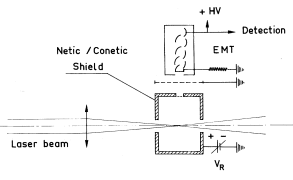 + HV
Detection
EMT
Netic / Conetic
Shield
Laser beam
+ −
V_R